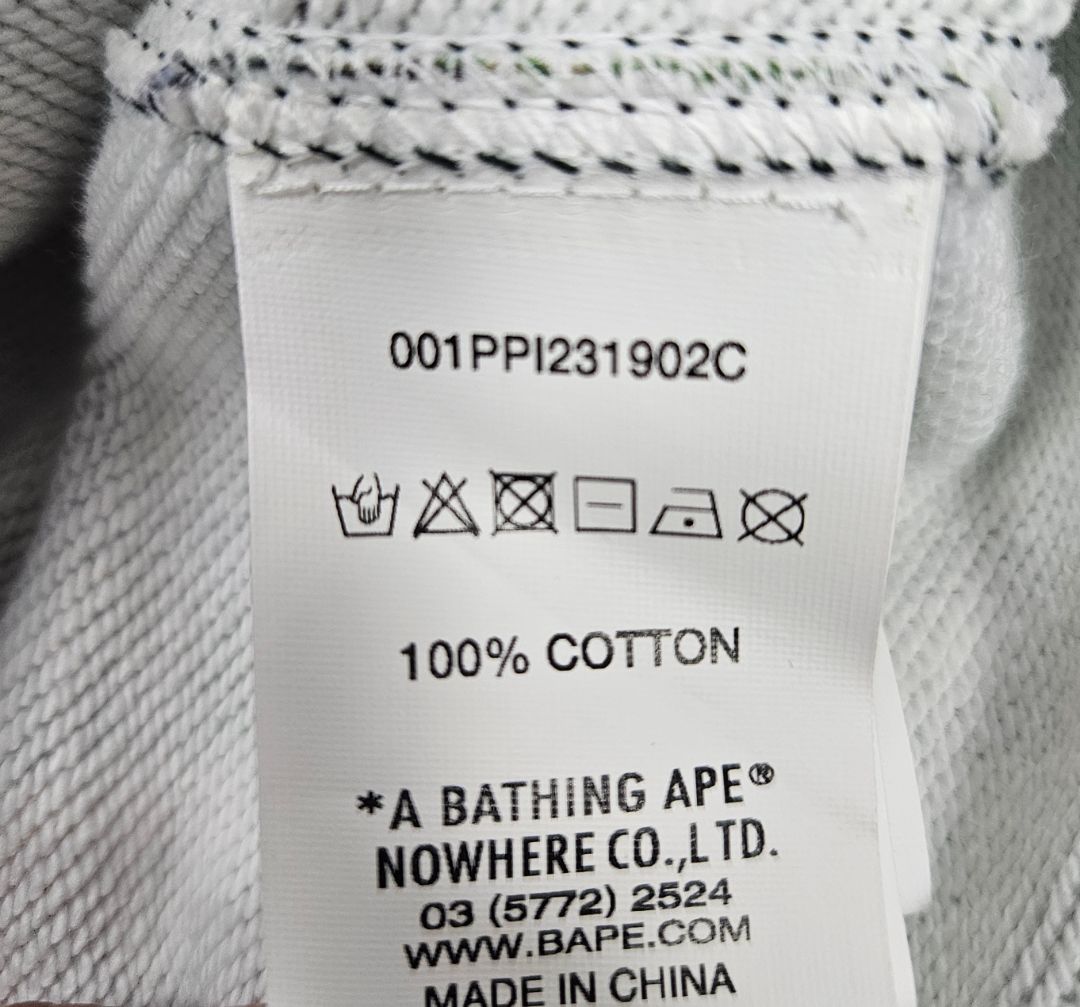 001PPI231902C
100% COTTON
*A BATHING APE®
NOWHERE CO.,LTD.
03 (5772) 2524
WWW.BAPE.COM
MADE IN CHINA